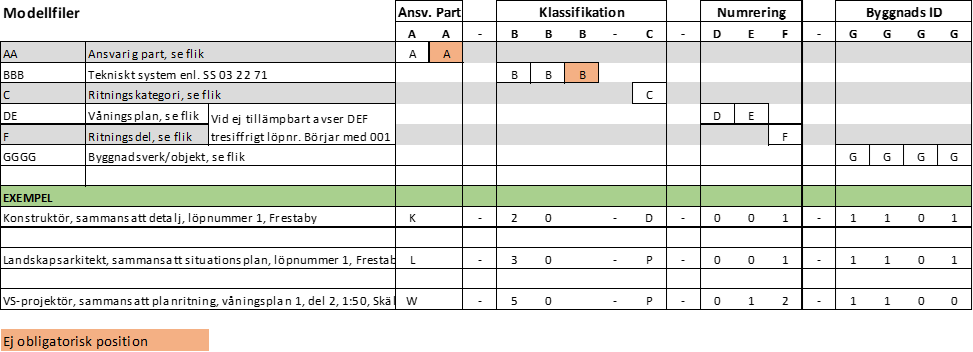 Modellfiler Ansv. Part Klassifikation Numrering Byggnads ID
A A - B B B - C - D E F - G G G G
AA Ansvarig part, se flik A A
BBB Tekniskt system enl. SS 03 22 71 B B B
C Ritningskategori, se flik C
DE Våningsplan, se flik Vid ej tillämpbart avser DEF D E
F Ritningsdel, se flik tresiffrigt löpnr. Börjar med 001 F
GGGG Byggnadsverk/objekt, se flik G G G G
EXEMPEL
Konstruktör, sammansatt detalj, löpnummer 1, Frestaby K - 2 0 - D - 0 0 1 - 1 1 0 1
Landskapsarkitekt, sammansatt situationsplan, löpnummer 1, Frestab L - 3 0 - P - 0 0 1 - 1 1 0 1
VS-projektör, sammansatt planritning, våningsplan 1, del 2, 1:50, Skäl W - 5 0 - P - 0 1 2 - 1 1 0 0
Ej obligatorisk position